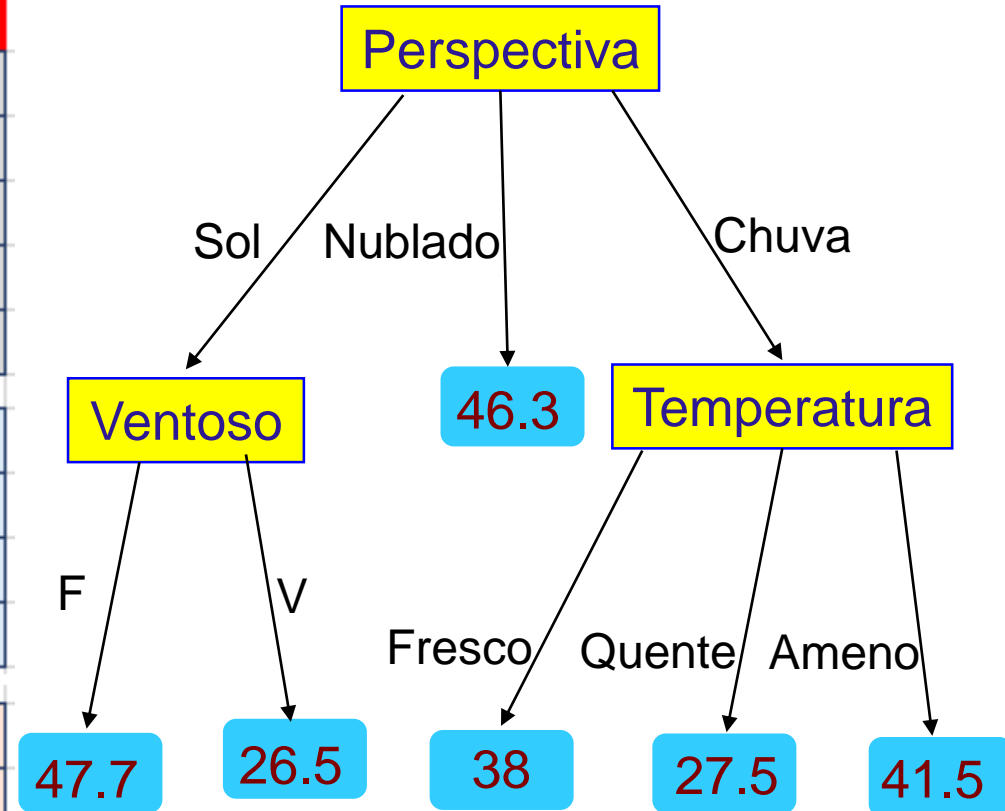 Perspectiva
Sol
Nublado
Chuva
Ventoso
46.3
Temperatura
F
V
Fresco
Quente
Ameno
47.7
26.5
38
27.5
41.5